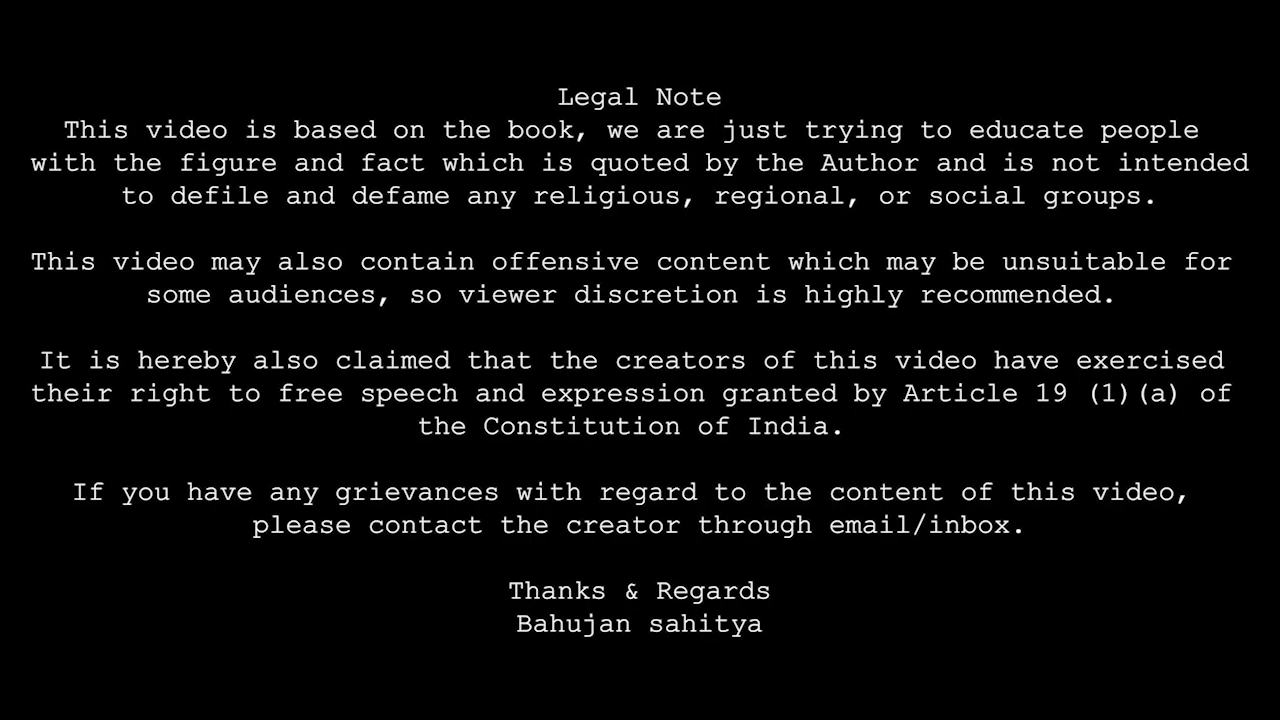 Legal Note
This video is based on the book, we are just trying to educate people
with the figure and fact which is quoted by the Author and is not intended
to defile and defame any religious, regional, or social groups.
This video may also contain offensive content which may be unsuitable for
some audiences, so viewer discretion is highly recommended.
It is hereby also claimed that the creators of this video have exercised
their right to free speech and expression granted by Article 19 (1)(a) of
the Constitution of India.
If you have any grievances with regard to the content of this video,
please contact the creator through email/inbox.
Thanks & Regards
Bahujan sahitya